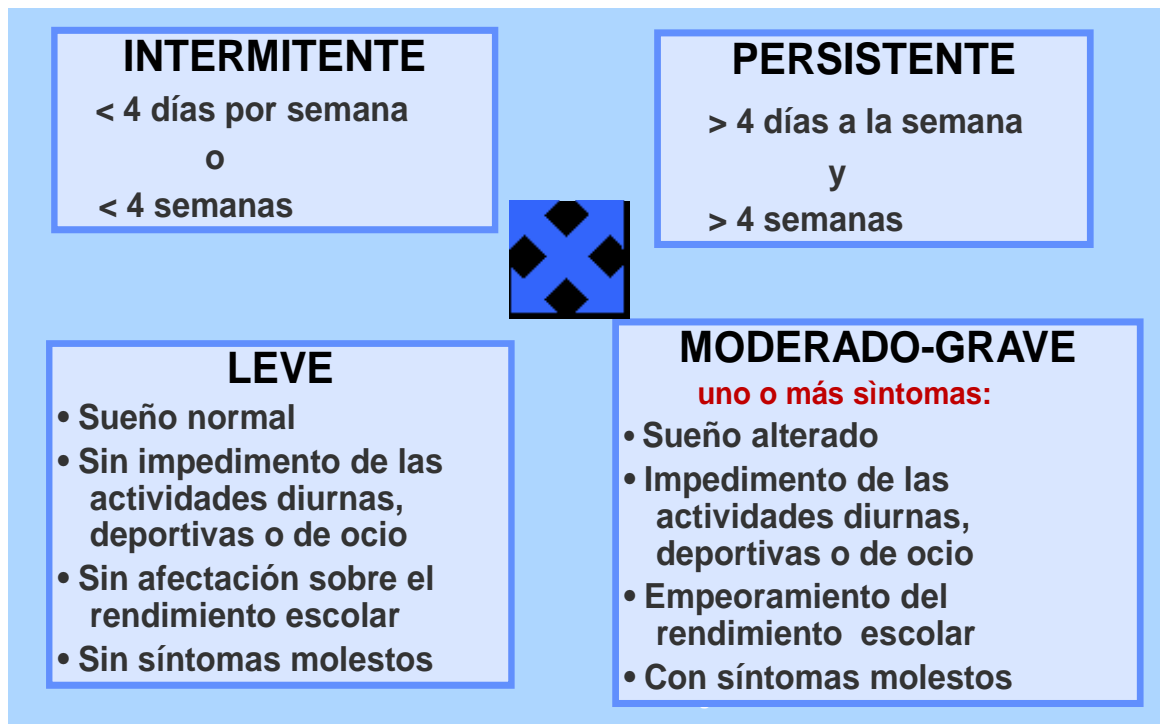 INTERMITENTE
< 4 días por semana
o
< 4 semanas
PERSISTENTE
> 4 días a la semana
y
> 4 semanas
LEVE
• Sueño normal
• Sin impedimento de las
actividades diurnas,
deportivas o de ocio
• Sin afectación sobre el
rendimiento escolar
• Sin síntomas molestos
MODERADO-GRAVE
uno o más sìntomas:
• Sueño alterado
• Impedimento de las
actividades diurnas,
deportivas o de ocio
• Empeoramiento del
rendimiento escolar
• Con síntomas molestos